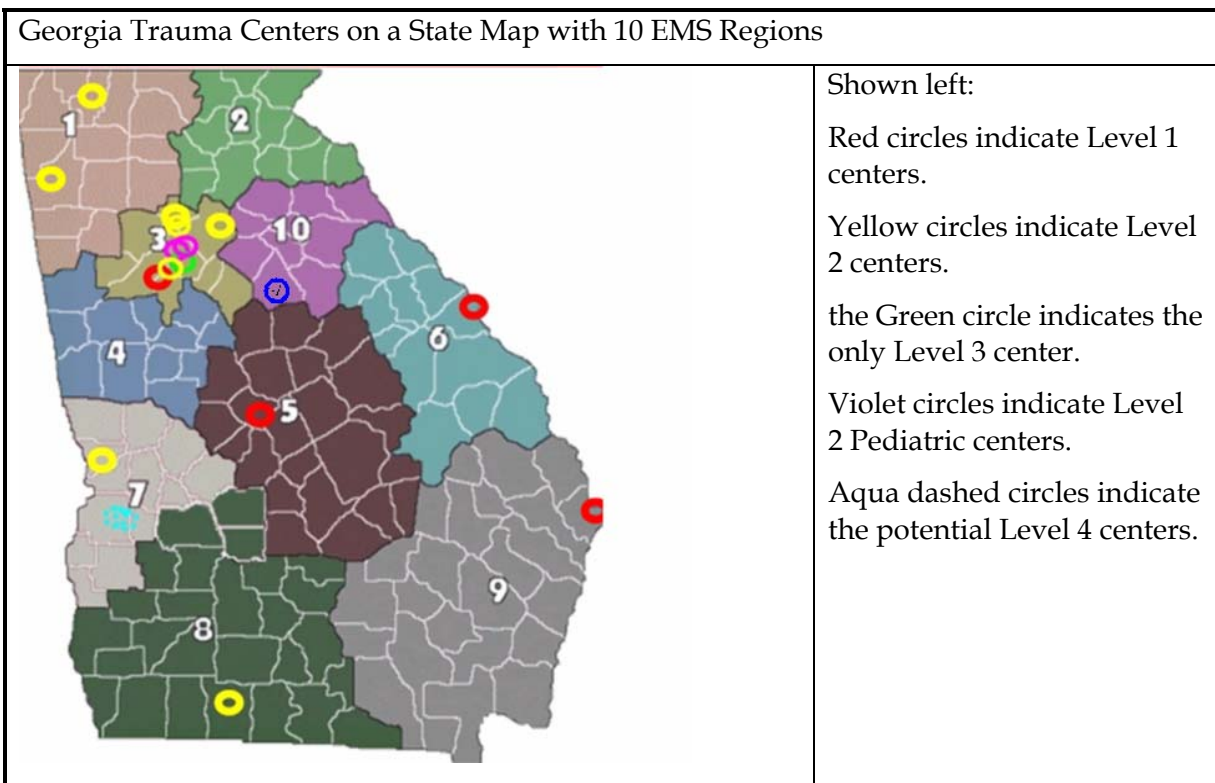 Georgia Trauma Centers on a State Map with 10 EMS Regions
1
2
3
10
4
6
5
7
9
8
Shown left:
Red circles indicate Level 1
centers.
Yellow circles indicate Level
2 centers.
the Green circle indicates the
only Level 3 center.
Violet circles indicate Level
2 Pediatric centers.
Aqua dashed circles indicate
the potential Level 4 centers.